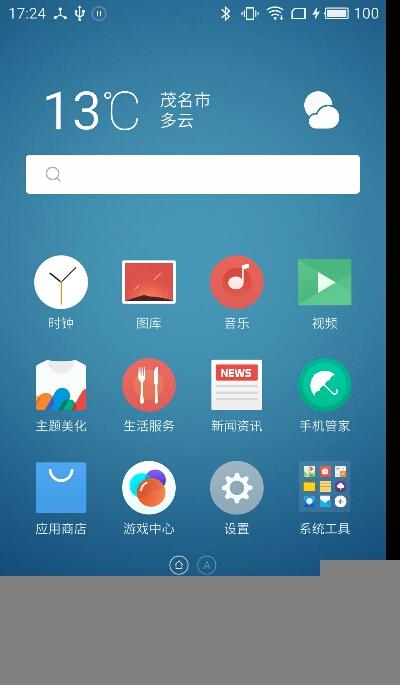 17:24 100
13℃
茂名市
多云
时钟 图库 音乐 视频
NEWS
主题美化 生活服务 新闻资讯 手机管家
应用商店 游戏中心 设置 系统工具
A